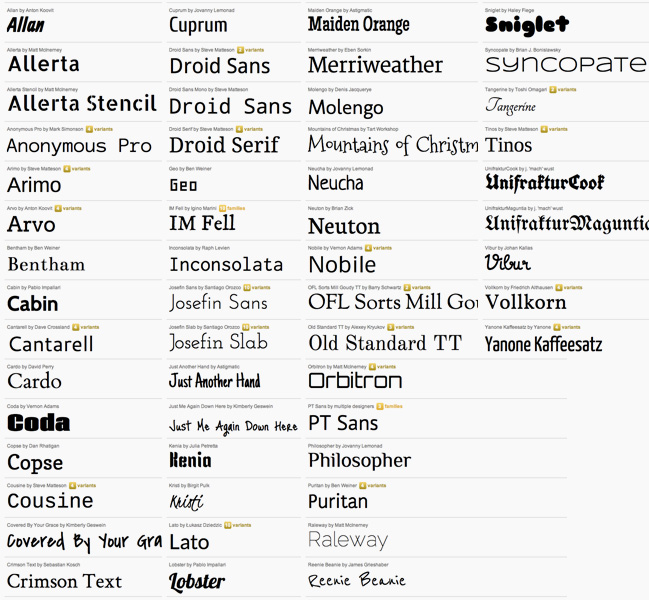 Allan by Anton Koovit
Allan
Allerta by Matt McInerney
Allerta
Allerta Stencil by Matt McInerney
Allerta Stencil
Anonymous Pro by Mark Simonson 4 variants
Anonymous Pro
Arimo by Steve Matteson 4 variants
Arimo
Arvo by Anton Koovit 4 variants
Arvo
Bentham by Ben Weiner
Bentham
Cabin by Pablo Impallari
Cabin
Cantarell by Dave Crossland 4 variants
Cantarell
Cardo by David Perry
Cardo
Coda by Vernon Adams
Coda
Copse by Dan Rhatigan
Copse
Cousine by Steve Matteson 4 variants
Cousine
Covered By Your Grace by Kimberly Geswein
Covered By Your Gra
Crimson Text by Sebastian Kosch
Crimson Text
Cuprum by Jovanny Lemonad
Cuprum
Droid Sans by Steve Matteson 2 variants
Droid Sans
Droid Sans Mono by Steve Matteson
Droid Sans
Droid Serif by Steve Matteson 4 variants
Droid Serif
Geo by Ben Weiner
Geo
IM Fell by Igino Marini 10 families
IM Fell
Inconsolata by Raph Levien
Inconsolata
Josefin Sans by Santiago Orozco 10 variants
Josefin Sans
Josefin Slab by Santiago Orozco 10 variants
Josefin Slab
Just Another Hand by Astigmatic
Just Another Hand
Just Me Again Down Here by Kimberly Geswein
Just Me Again Down Here
Kenia by Julia Petretta
Kenia
Kristi by Birgit Pulk
Kristi
Lato by Łukasz Dziedzic 10 variants
Lato
Lobster by Pablo Impallari
Lobster
Maiden Orange by Astigmatic
Maiden Orange
Merriweather by Eben Sorkin
Merriweather
Molengo by Denis Jacquerye
Molengo
Mountains of Christmas by Tart Workshop
Mountains of Christm
Neucha by Jovanny Lemonad
Neucha
Neuton by Brian Zick
Neuton
Nobile by Vernon Adams 4 variants
Nobile
OFL Sorts Mill Goudy TT by Barry Schwartz 2 variants
OFL Sorts Mill Gou
Old Standard TT by Alexey Kryukov 3 variants
Old Standard TT
Orbitron by Matt McInerney 4 variants
Orbitron
PT Sans by multiple designers 3 families
PT Sans
Philosopher by Jovanny Lemonad
Philosopher
Puritan by Ben Weiner 4 variants
Puritan
Raleway by Matt McInerney
Raleway
Reenie Beanie by James Grieshaber
Reenie Beanie
Sniglet by Haley Fiege
Sniglet
Syncopate by Brian J. Bonislawsky
syncopate
Tangerine by Toshi Omagari 2 variants
Tangerine
Tinos by Steve Matteson 4 variants
Tinos
UnifrakturCook by j. 'mach' wust
UnifrakturCook
UnifrakturMaguntia by j. 'mach' wust
UnifrakturMaguntia
Vibur by Johan Kallas
Vibur
Vollkorn by Friedrich Althausen 4 variants
Vollkorn
Yanone Kaffeesatz by Yanone 4 variants
Yanone Kaffeesatz